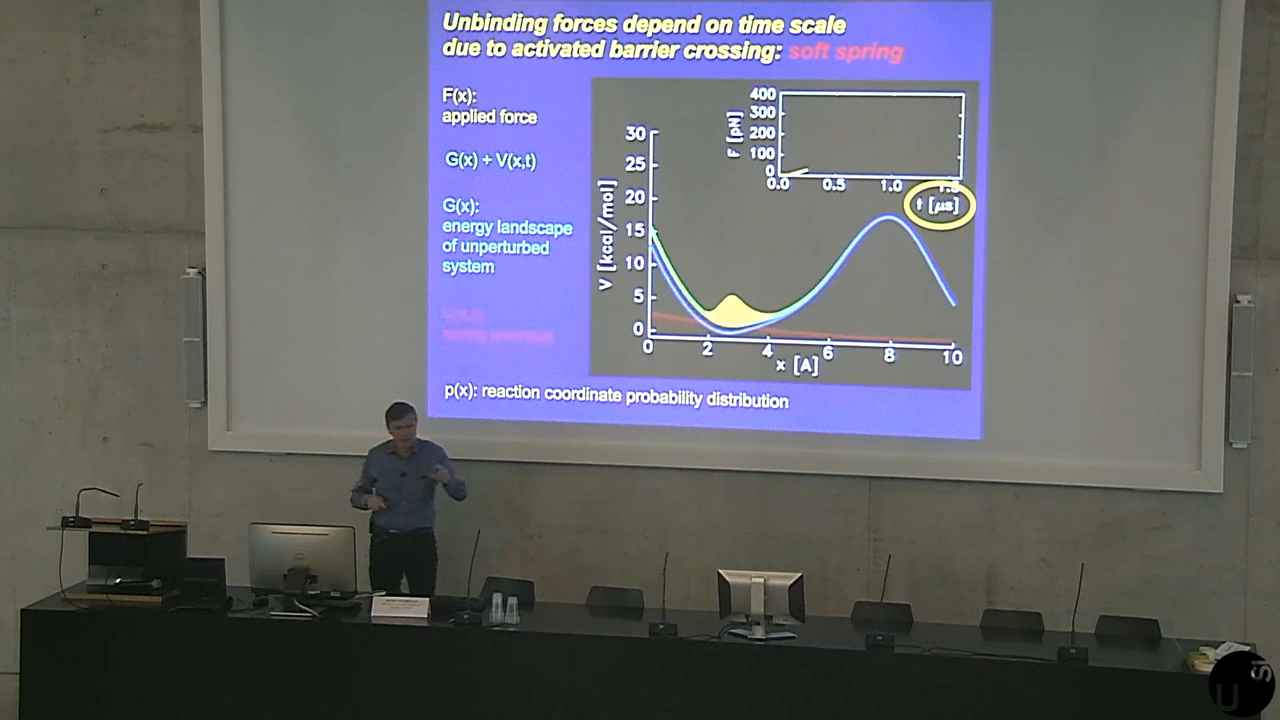 Unbinding forces depend on time scale
due to activated barrier crossing: soft spring
F(x):
applied force
G(x) + V(x,t)
G(x):
energy landscape
of unperturbed
system
p(x): reaction coordinate probability distribution
V [kcal/mol]
30
25
20
15
10
5
0
0 2 4 6 8 10
x [A]
F [pN]
400
300
200
100
0
0.0 0.5 1.0
t [µs]
U
SI